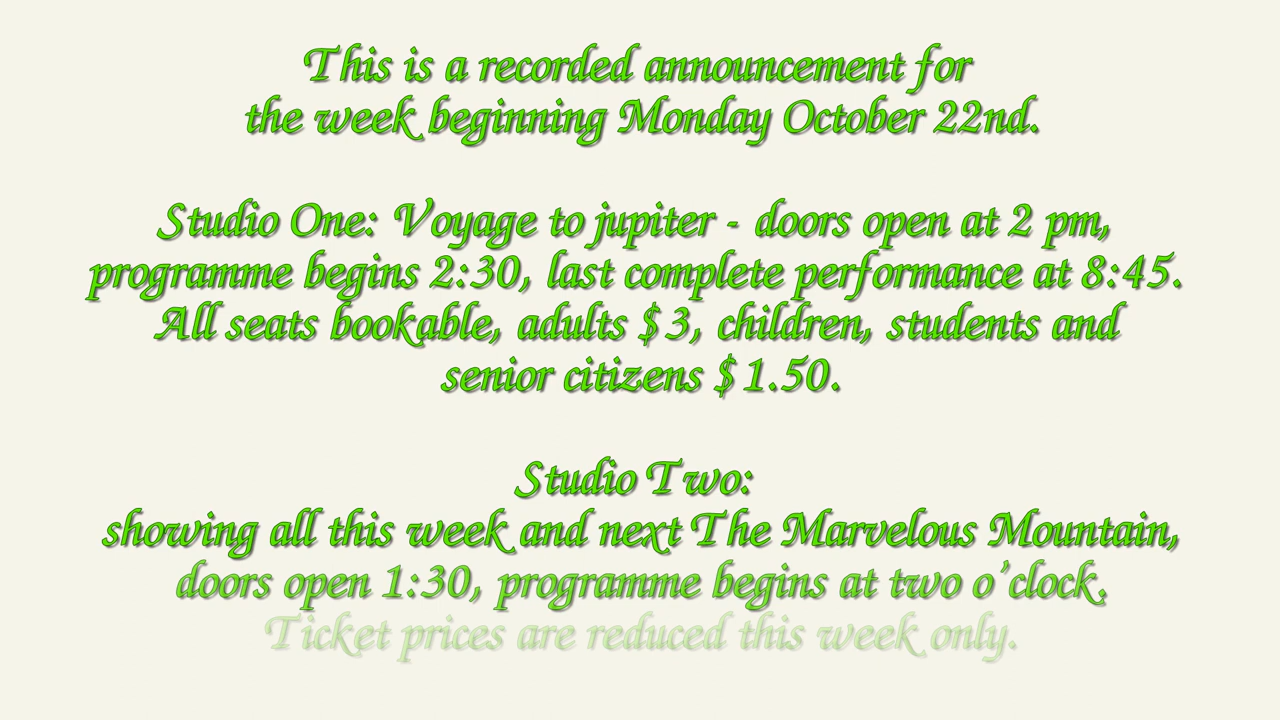 This is a recorded announcement for
the week beginning Monday October 22nd.
Studio One: Voyage to jupiter - doors open at 2 pm,
programme begins 2:30, last complete performance at 8:45.
All seats bookable, adults $3, children, students and
senior citizens $1.50.
Studio Two:
showing all this week and next The Marvelous Mountain,
doors open 1:30, programme begins at two o’clock.
Ticket prices are reduced this week only.